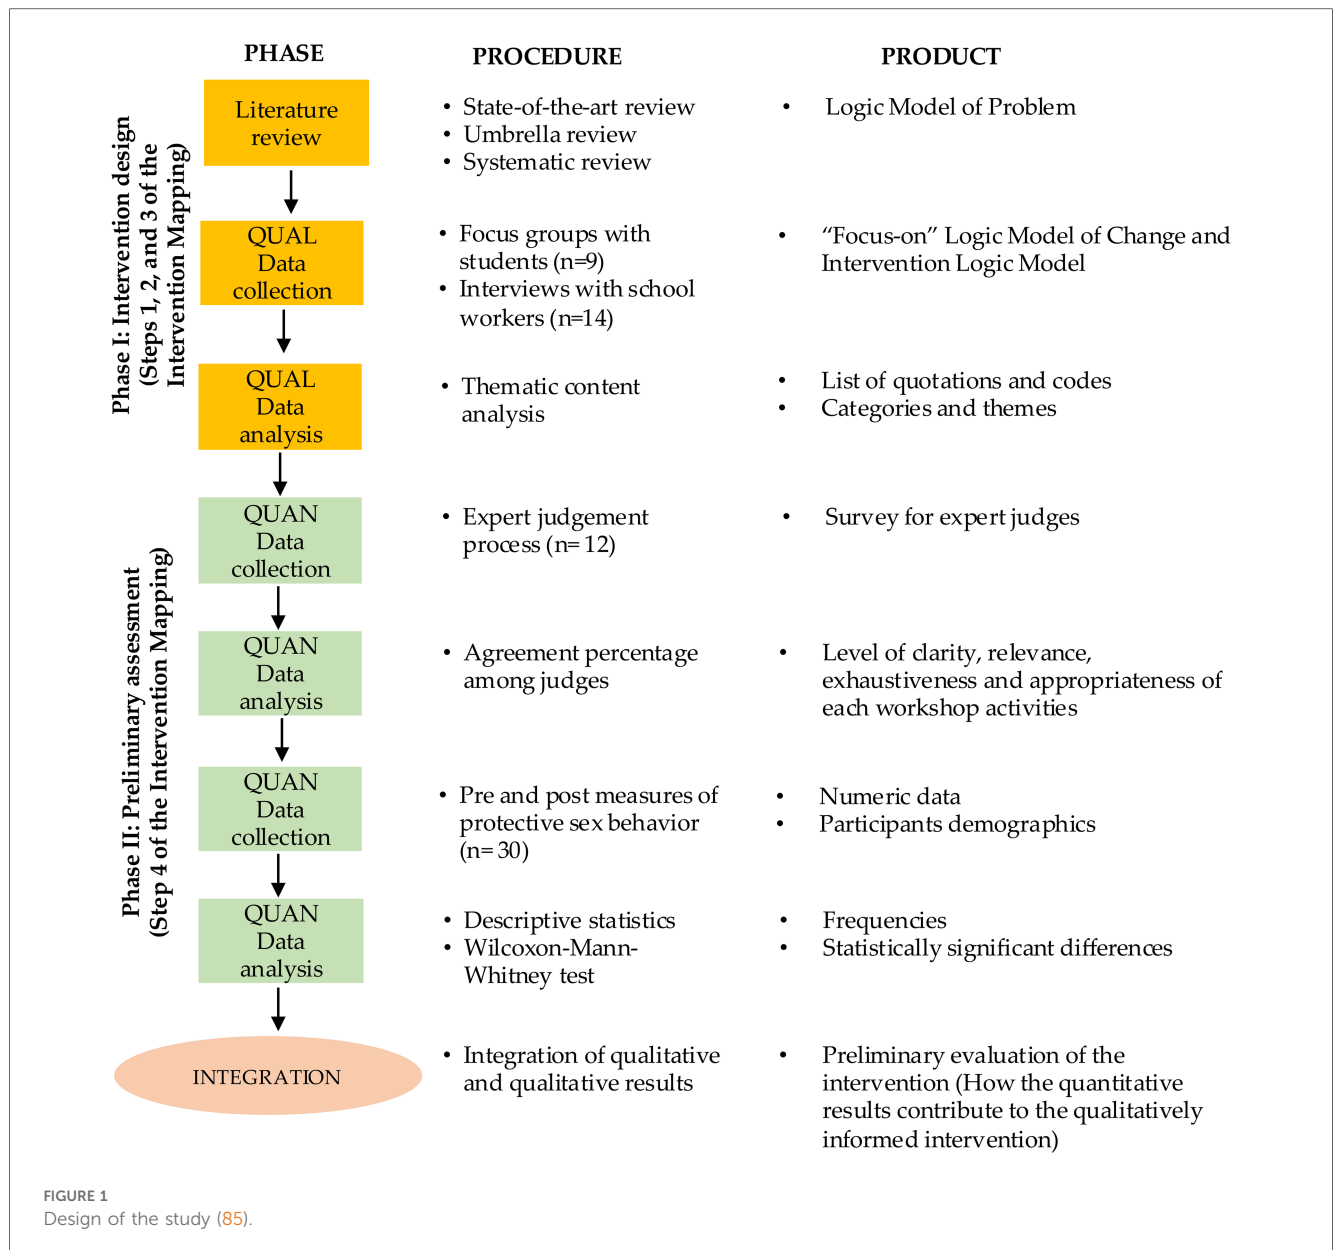 PHASE
PROCEDURE
PRODUCT
Phase I: Intervention design
(Steps 1, 2, and 3 of the
Intervention Mapping)
Literature
review
• State-of-the-art review
• Umbrella review
• Systematic review
• Logic Model of Problem
QUAL
Data
collection
• Focus groups with
students (n=9)
• Interviews with school
workers (n=14)
• “Focus-on” Logic Model of Change and
Intervention Logic Model
QUAL
Data
analysis
• Thematic content
analysis
• List of quotations and codes
• Categories and themes
Phase II: Preliminary assessment
(Step 4 of the Intervention Mapping)
QUAN
Data
collection
• Expert judgement
process (n= 12)
• Survey for expert judges
QUAN
Data
analysis
• Agreement percentage
among judges
• Level of clarity, relevance,
exhaustiveness and appropriateness of
each workshop activities
QUAN
Data
collection
• Pre and post measures of
protective sex behavior
(n= 30)
• Numeric data
• Participants demographics
QUAN
Data
analysis
• Descriptive statistics
• Wilcoxon-Mann-
Whitney test
• Frequencies
• Statistically significant differences
INTEGRATION
• Integration of qualitative
and qualitative results
• Preliminary evaluation of the
intervention (How the quantitative
results contribute to the qualitatively
informed intervention)
FIGURE 1
Design of the study (85).